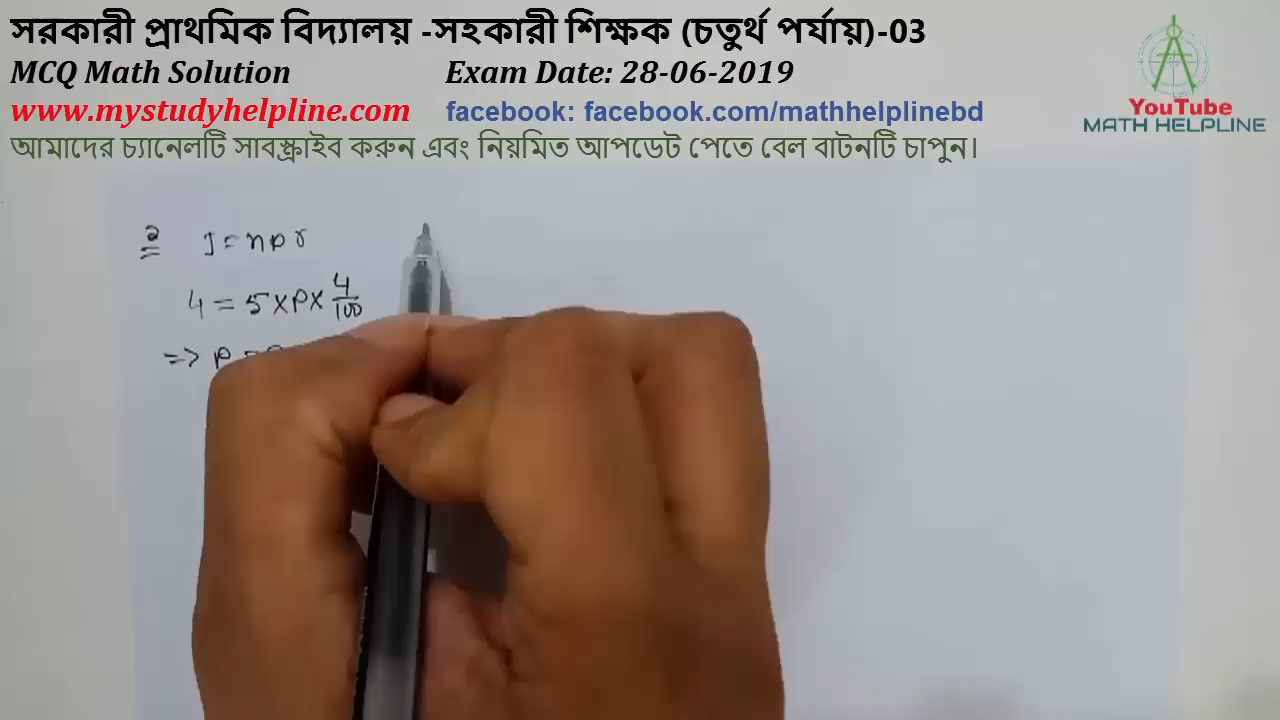 সরকারী প্রাথমিক বিদ্যালয় -সহকারী শিক্ষক (চতুর্থ পর্যায়)-03
MCQ Math Solution Exam Date: 28-06-2019
www.mystudyhelpline.com facebook: facebook.com/mathhelplinebd
আমাদের চ্যানেলটি সাবস্ক্রাইব করুন এবং নিয়মিত আপডেট পেতে বেল বাটনটি চাপুন।
YouTube
MATH HELPLINE
2 I = npr
4 = 5 × P × 4/100
=> P =